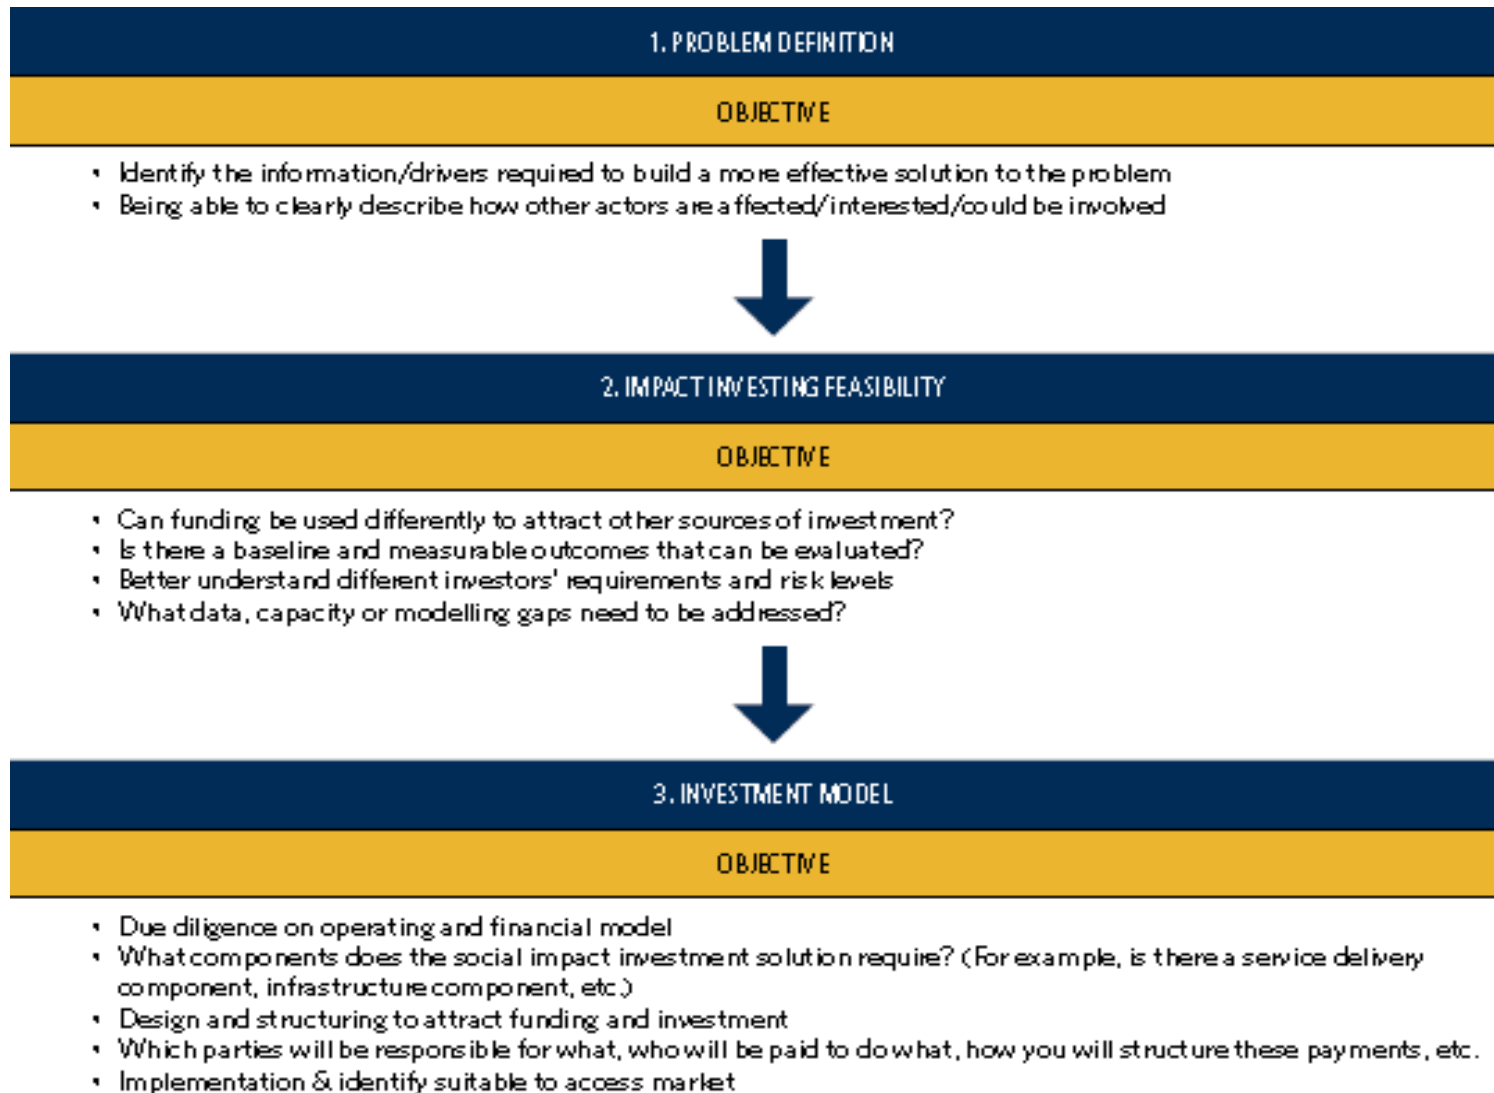 1. PROBLEM DEFINITION
OBJECTIVE
• Identify the information/drivers required to build a more effective solution to the problem
• Being able to clearly describe how other actors are affected/interested/could be involved
2. IMPACT INVESTING FEASIBILITY
OBJECTIVE
• Can funding be used differently to attract other sources of investment?
• Is there a baseline and measurable outcomes that can be evaluated?
• Better understand different investors' requirements and risk levels
• What data, capacity or modelling gaps need to be addressed?
3. INVESTMENT MODEL
OBJECTIVE
• Due diligence on operating and financial model
• What components does the social impact investment solution require? (For example, is there a service delivery
component, infrastructure component, etc.)
• Design and structuring to attract funding and investment
• Which parties will be responsible for what, who will be paid to do what, how you will structure these payments, etc.
• Implementation & identify suitable to access market